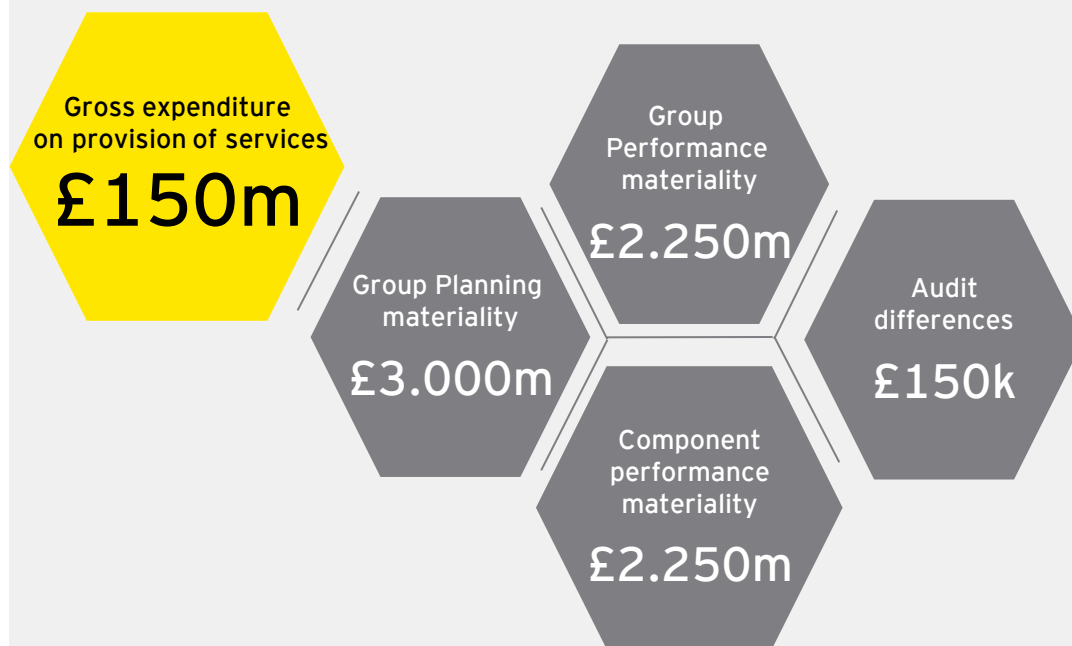 Gross expenditure
on provision of services
£150m
Group Planning
materiality
£3.000m
Group
Performance
materiality
£2.250m
Component
performance
materiality
£2.250m
Audit
differences
£150k